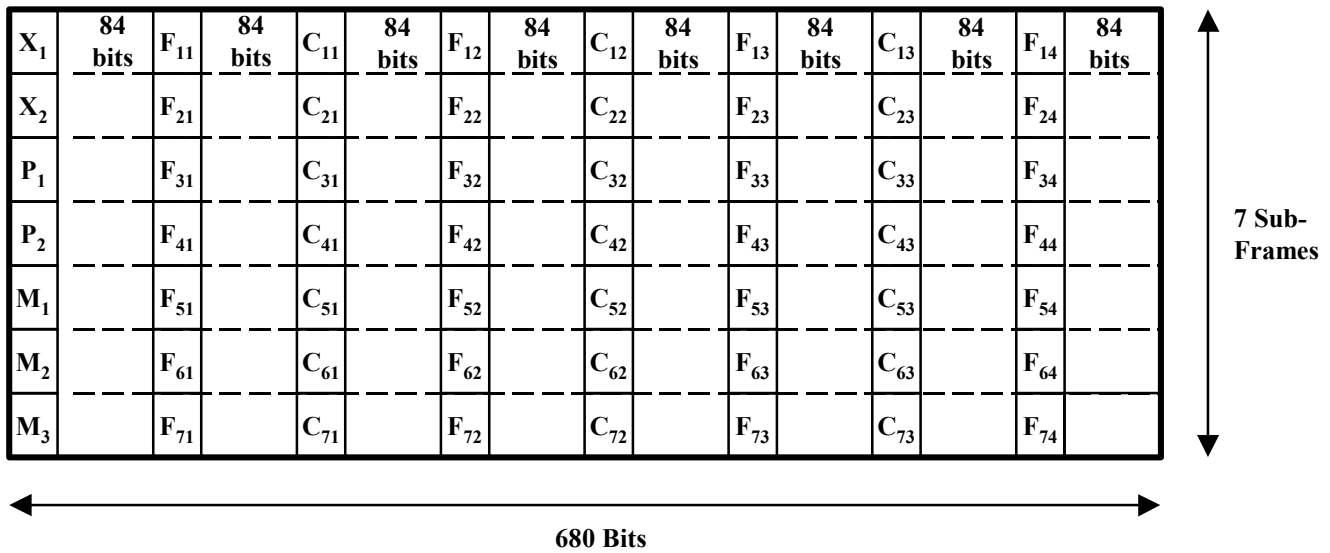 X₁ 84 bits F₁₁ 84 bits C₁₁ 84 bits F₁₂ 84 bits C₁₂ 84 bits F₁₃ 84 bits C₁₃ 84 bits F₁₄ 84 bits
X₂ F₂₁ C₂₁ F₂₂ C₂₂ F₂₃ C₂₃ F₂₄
P₁ F₃₁ C₃₁ F₃₂ C₃₂ F₃₃ C₃₃ F₃₄
P₂ F₄₁ C₄₁ F₄₂ C₄₂ F₄₃ C₄₃ F₄₄
M₁ F₅₁ C₅₁ F₅₂ C₅₂ F₅₃ C₅₃ F₅₄
M₂ F₆₁ C₆₁ F₆₂ C₆₂ F₆₃ C₆₃ F₆₄
M₃ F₇₁ C₇₁ F₇₂ C₇₂ F₇₃ C₇₃ F₇₄
7 Sub-
Frames
680 Bits